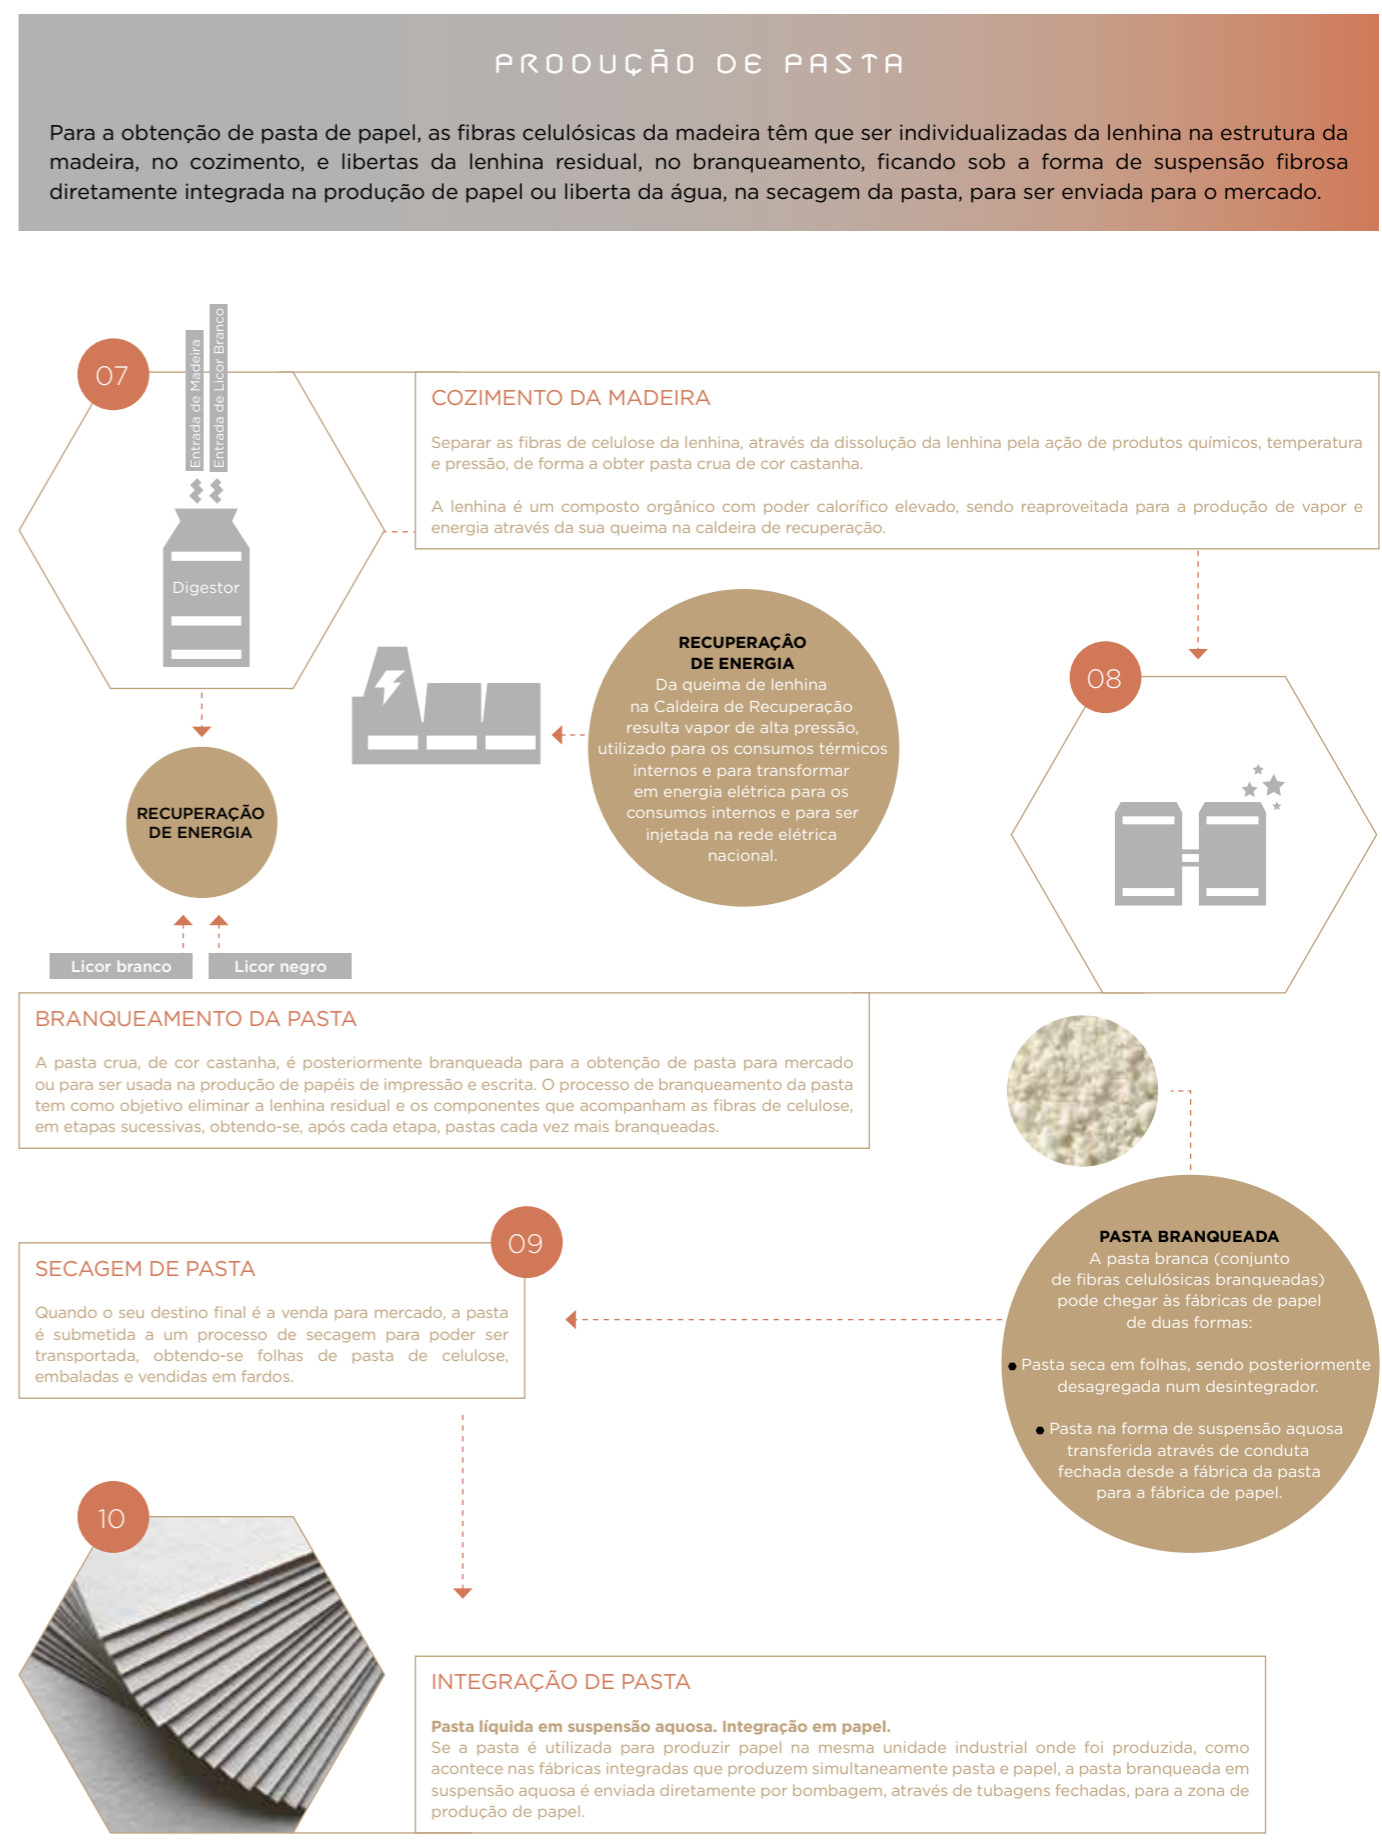 PRODUÇÃO DE PASTA
Para a obtenção de pasta de papel, as fibras celulósicas da madeira têm que ser individualizadas da lenhina na estrutura da
madeira, no cozimento, e libertas da lenhina residual, no branqueamento, ficando sob a forma de suspensão fibrosa
diretamente integrada na produção de papel ou liberta da água, na secagem da pasta, para ser enviada para o mercado.
07
Entrada de Madeira
Entrada de Licor Branco
Digestor
COZIMENTO DA MADEIRA
Separar as fibras de celulose da lenhina, através da dissolução da lenhina pela ação de produtos químicos, temperatura
e pressão, de forma a obter pasta crua de cor castanha.
A lenhina é um composto orgânico com poder calorífico elevado, sendo reaproveitada para a produção de vapor e
energia através da sua queima na caldeira de recuperação.
RECUPERAÇÂO
DE ENERGIA
Da queima de lenhina
na Caldeira de Recuperação
resulta vapor de alta pressão,
utilizado para os consumos térmicos
internos e para transformar
em energia elétrica para os
consumos internos e para ser
injetada na rede elétrica
nacional.
08
RECUPERAÇÃO
DE ENERGIA
Licor branco
Licor negro
BRANQUEAMENTO DA PASTA
A pasta crua, de cor castanha, é posteriormente branqueada para a obtenção de pasta para mercado
ou para ser usada na produção de papéis de impressão e escrita. O processo de branqueamento da pasta
tem como objetivo eliminar a lenhina residual e os componentes que acompanham as fibras de celulose,
em etapas sucessivas, obtendo-se, após cada etapa, pastas cada vez mais branqueadas.
PASTA BRANQUEADA
A pasta branca (conjunto
de fibras celulósicas branqueadas)
pode chegar às fábricas de papel
de duas formas:
Pasta seca em folhas, sendo posteriormente
desagregada num desintegrador.
Pasta na forma de suspensão aquosa
transferida através de conduta
fechada desde a fábrica da pasta
para a fábrica de papel.
09
SECAGEM DE PASTA
Quando o seu destino final é a venda para mercado, a pasta
é submetida a um processo de secagem para poder ser
transportada, obtendo-se folhas de pasta de celulose,
embaladas e vendidas em fardos.
10
INTEGRAÇÃO DE PASTA
Pasta líquida em suspensão aquosa. Integração em papel.
Se a pasta é utilizada para produzir papel na mesma unidade industrial onde foi produzida, como
acontece nas fábricas integradas que produzem simultaneamente pasta e papel, a pasta branqueada em
suspensão aquosa é enviada diretamente por bombagem, através de tubagens fechadas, para a zona de
produção de papel.